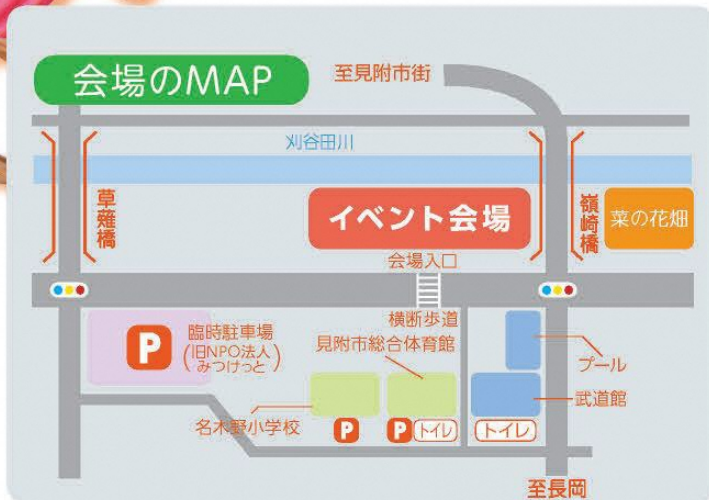 会場のMAP
至見附市街
刈谷田川
草薙橋
イベント会場
嶺崎橋
菜の花畑
会場入口
横断歩道
P
臨時駐車場
(旧NPO法人
みつけっと)
見附市総合体育館
プール
武道館
名木野小学校
P
P
トイレ
トイレ
至長岡